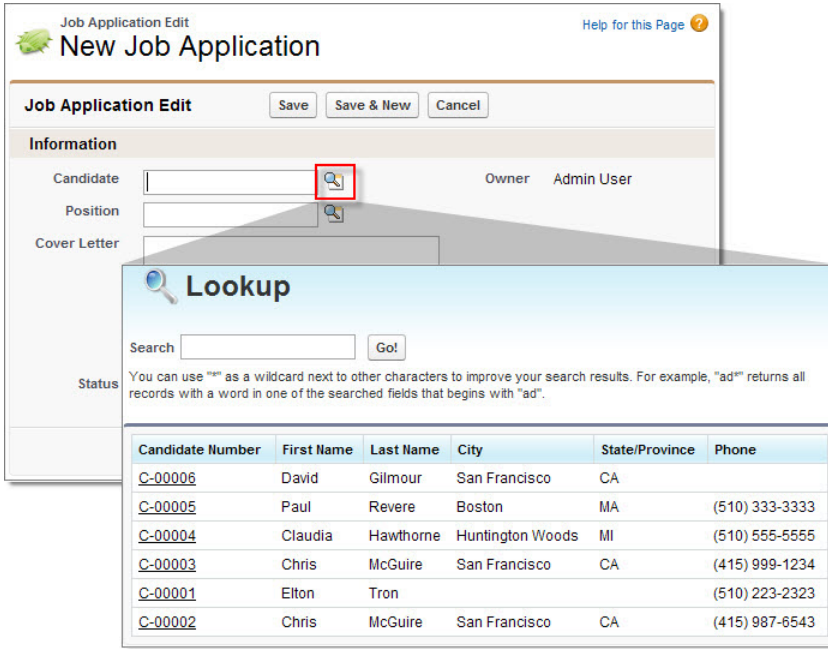 Job Application Edit
New Job Application
Help for this Page
Job Application Edit Save Save & New Cancel
Information
Candidate Owner Admin User
Position
Cover Letter
Status
Lookup
Search Go!
You can use "*" as a wildcard next to other characters to improve your search results. For example, "ad*" returns all
records with a word in one of the searched fields that begins with "ad".
Candidate Number First Name Last Name City State/Province Phone
C-00006 David Gilmour San Francisco CA
C-00005 Paul Revere Boston MA (510) 333-3333
C-00004 Claudia Hawthorne Huntington Woods MI (510) 555-5555
C-00003 Chris McGuire San Francisco CA (415) 999-1234
C-00001 Elton Tron (510) 223-2323
C-00002 Chris McGuire San Francisco CA (415) 987-6543